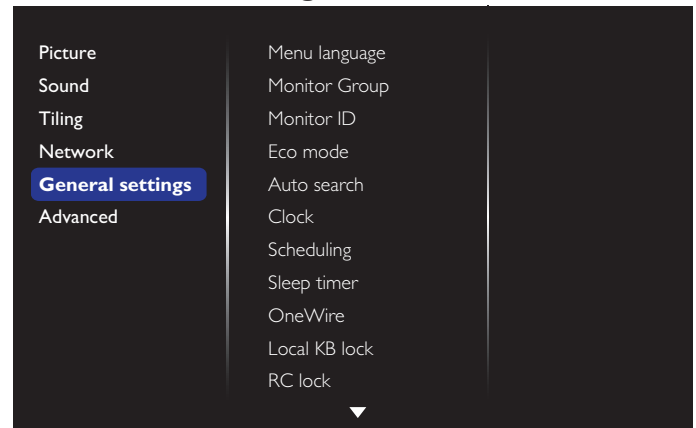 Picture
Sound
Tiling
Network
General settings
Advanced
Menu language
Monitor Group
Monitor ID
Eco mode
Auto search
Clock
Scheduling
Sleep timer
OneWire
Local KB lock
RC lock